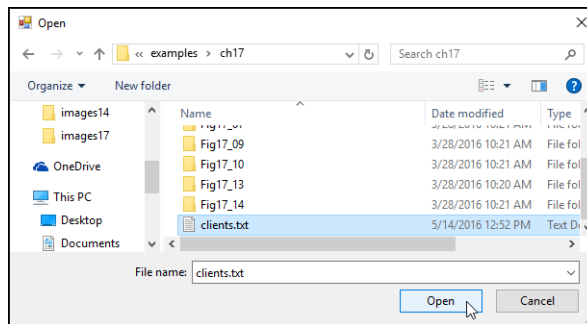 Open
« examples > ch17
Search ch17
Organize
New folder
images14
images17
OneDrive
This PC
Desktop
Documents
Name
Date modified
Type
Fig17_09
3/28/2016 10:21 AM
File fol
Fig17_10
3/28/2016 10:21 AM
File fol
Fig17_13
3/28/2016 10:20 AM
File fol
Fig17_14
3/28/2016 10:21 AM
File fol
clients.txt
5/14/2016 12:52 PM
Text D
File name:
clients.txt
Open
Cancel